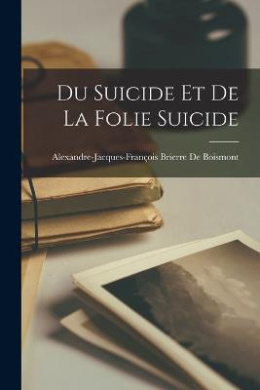 Du Suicide Et De
La Folie Suicide
Alexandre-Jacques-François Brierre De Boismont